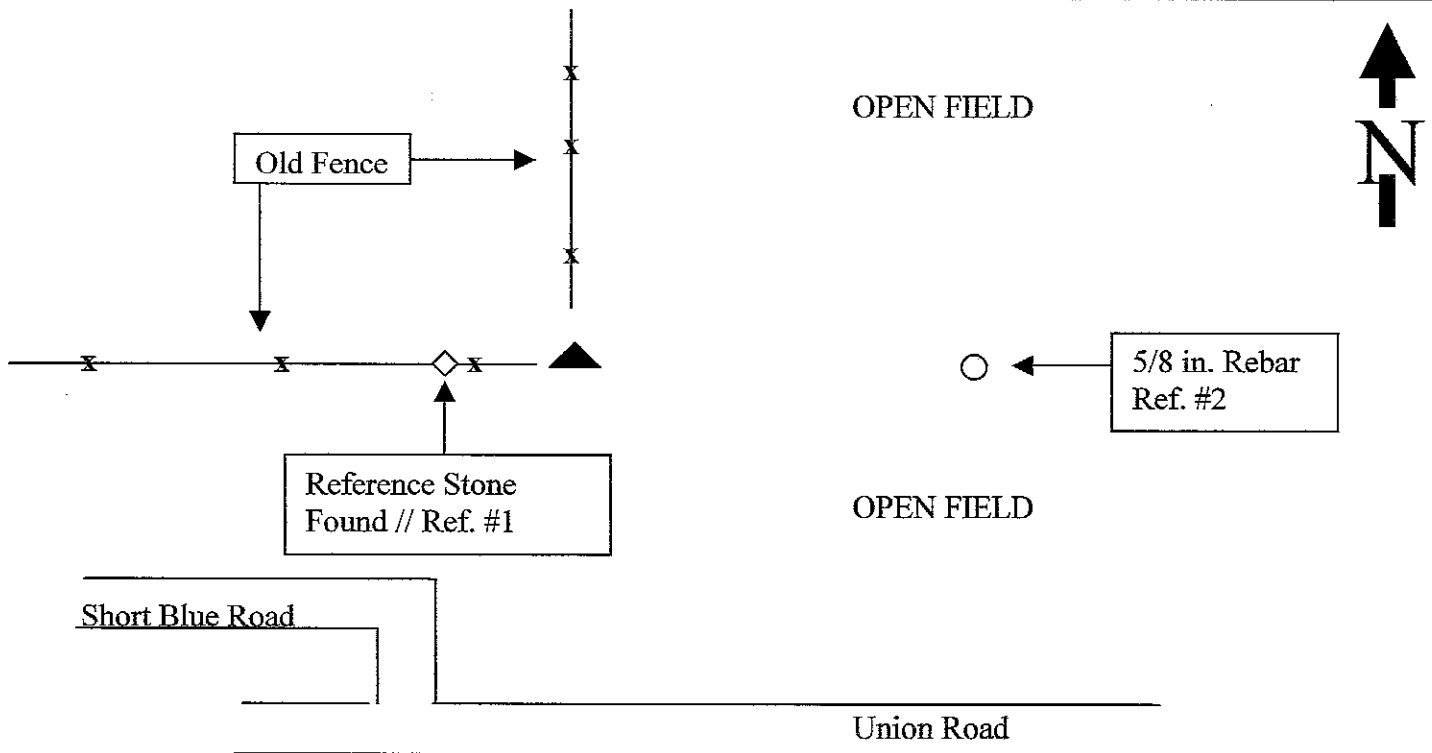 OPEN FIELD
N
Old Fence
x
x
x
x
x
x
5/8 in. Rebar
Ref. #2
Reference Stone
Found // Ref. #1
OPEN FIELD
Short Blue Road
Union Road